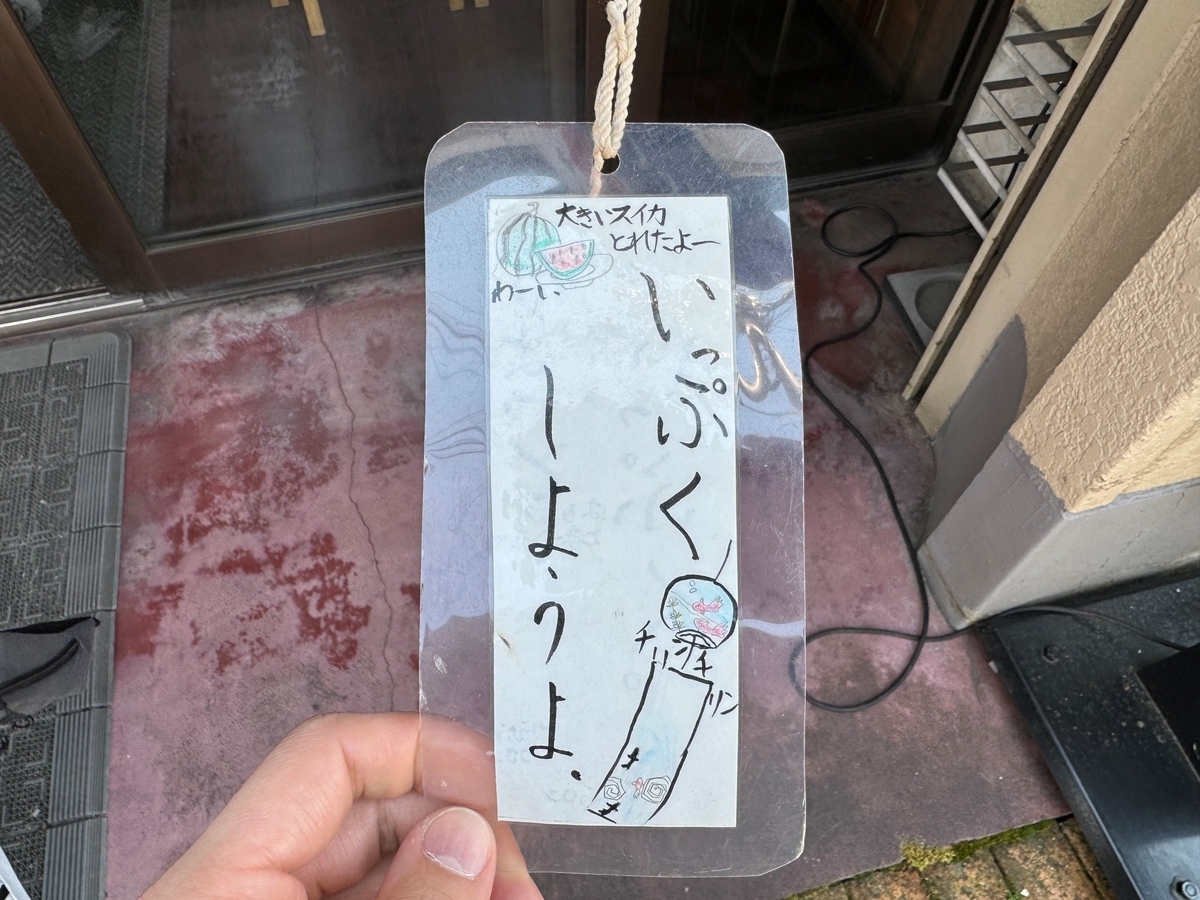 大きいスイカ
とれたよー
わーい
いっぷく
しようよ.
チリン
チリン